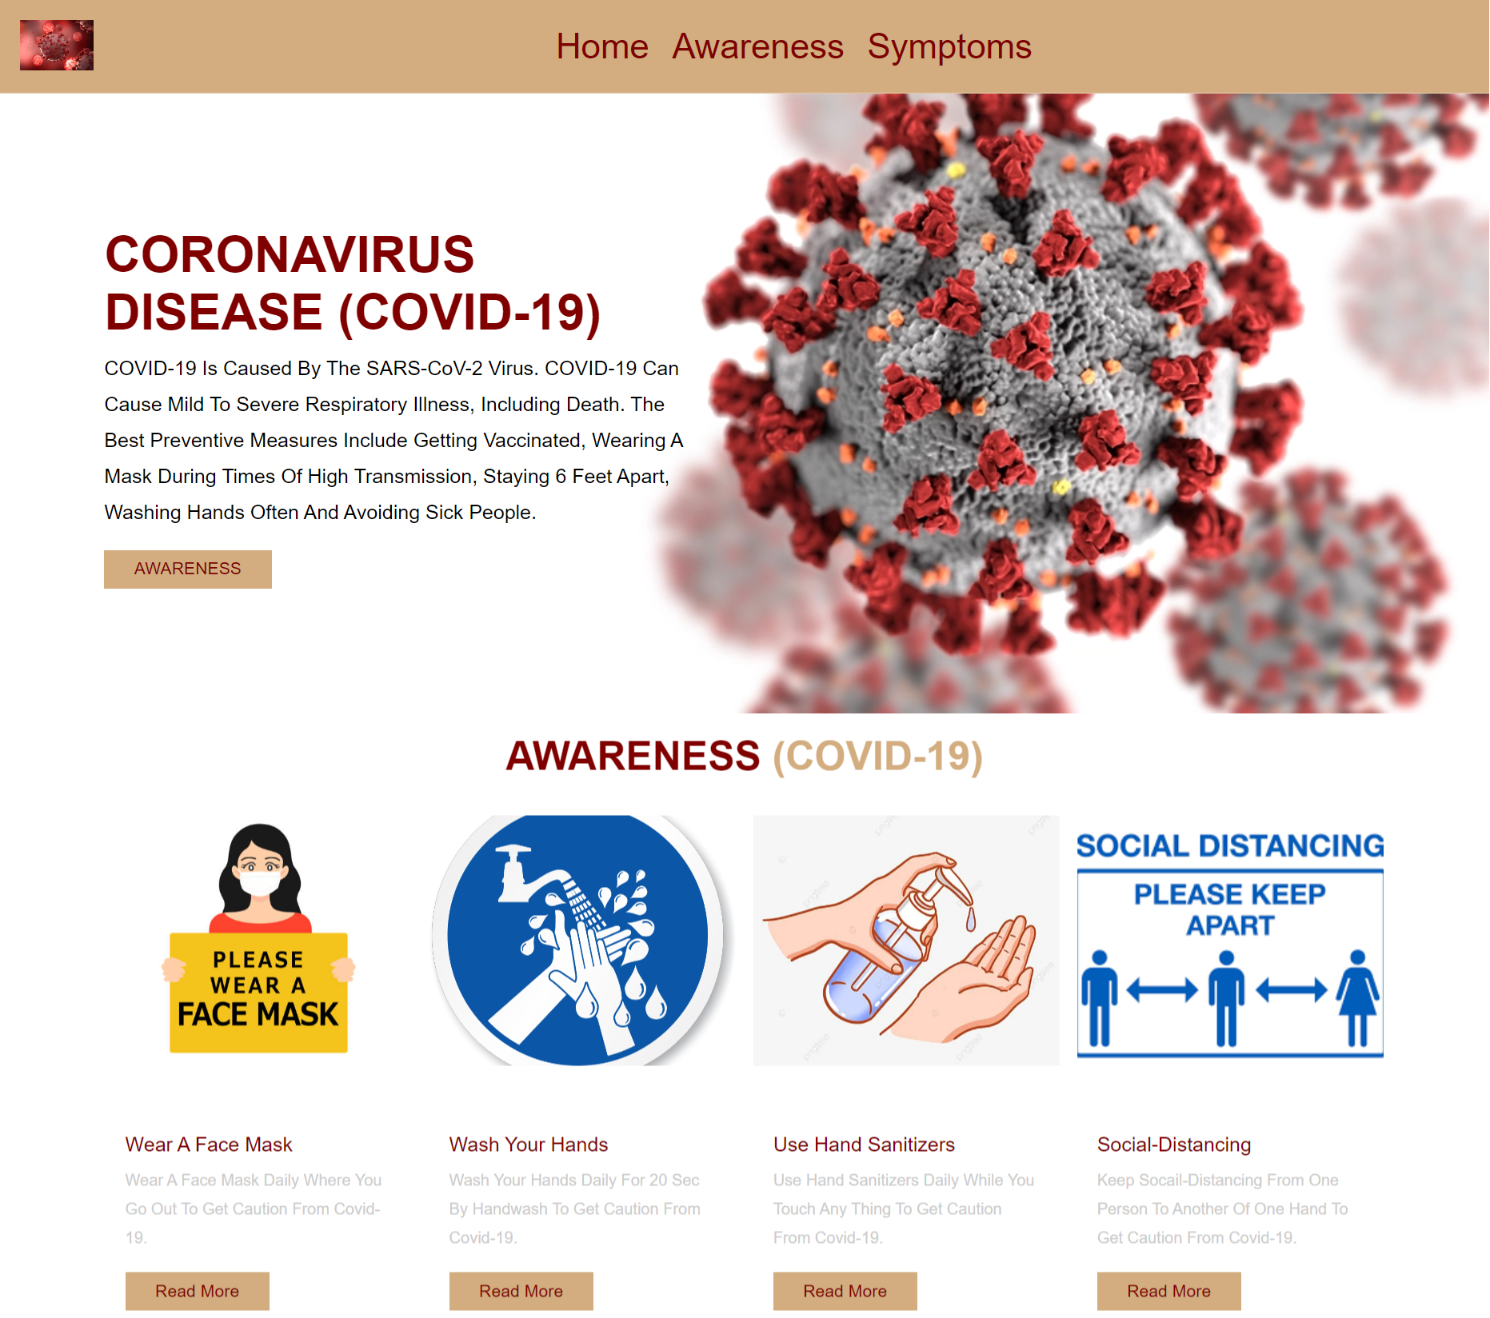 Home Awareness Symptoms
CORONAVIRUS
DISEASE (COVID-19)
COVID-19 Is Caused By The SARS-CoV-2 Virus. COVID-19 Can
Cause Mild To Severe Respiratory Illness, Including Death. The
Best Preventive Measures Include Getting Vaccinated, Wearing A
Mask During Times Of High Transmission, Staying 6 Feet Apart,
Washing Hands Often And Avoiding Sick People.
AWARENESS
AWARENESS (COVID-19)
PLEASE
WEAR A
FACE MASK
SOCIAL DISTANCING
PLEASE KEEP
APART
Wear A Face Mask
Wear A Face Mask Daily Where You
Go Out To Get Caution From Covid-
19.
Read More
Wash Your Hands
Wash Your Hands Daily For 20 Sec
By Handwash To Get Caution From
Covid-19.
Read More
Use Hand Sanitizers
Use Hand Sanitizers Daily While You
Touch Any Thing To Get Caution
From Covid-19.
Read More
Social-Distancing
Keep Socail-Distancing From One
Person To Another Of One Hand To
Get Caution From Covid-19.
Read More